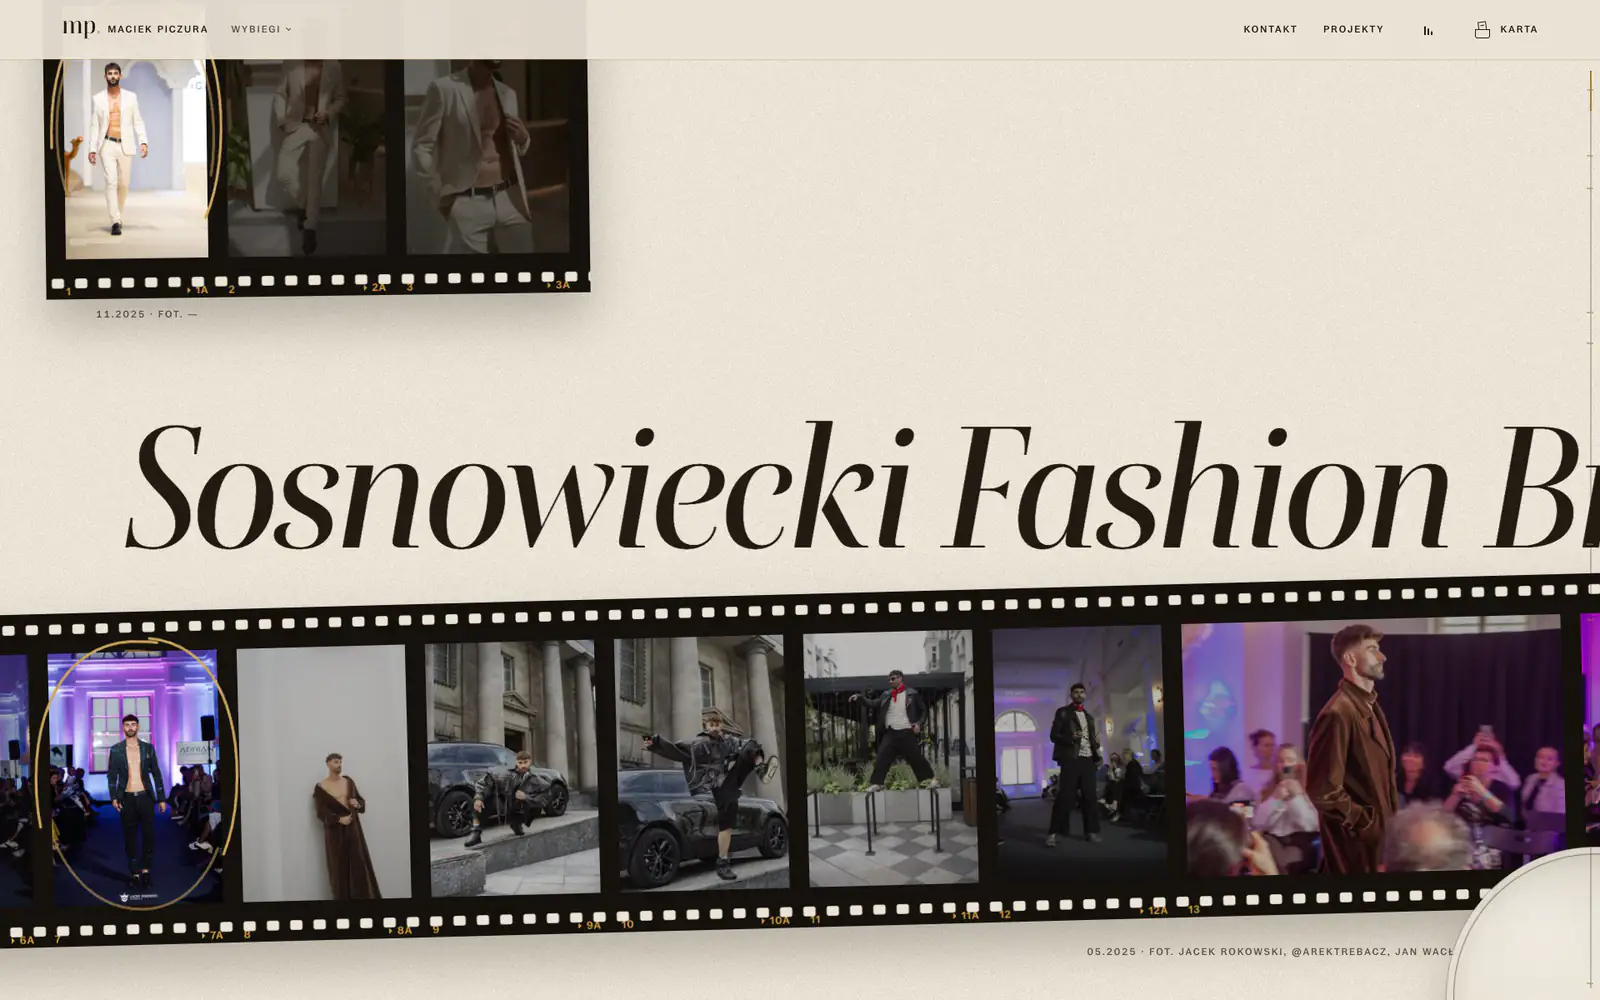 mp. MACIEK PICZURA WYBIEGI KONTAKT PROJEKTY KARTA
1 1A 2 2A 3 3A
11.2025 · FOT. —
Sosnowiecki Fashion B
6A 7 7A 8 8A 9 9A 10 10A 11 11A 12 12A 13
05.2025 · FOT. JACEK ROKOWSKI, @AREKTREBACZ, JAN